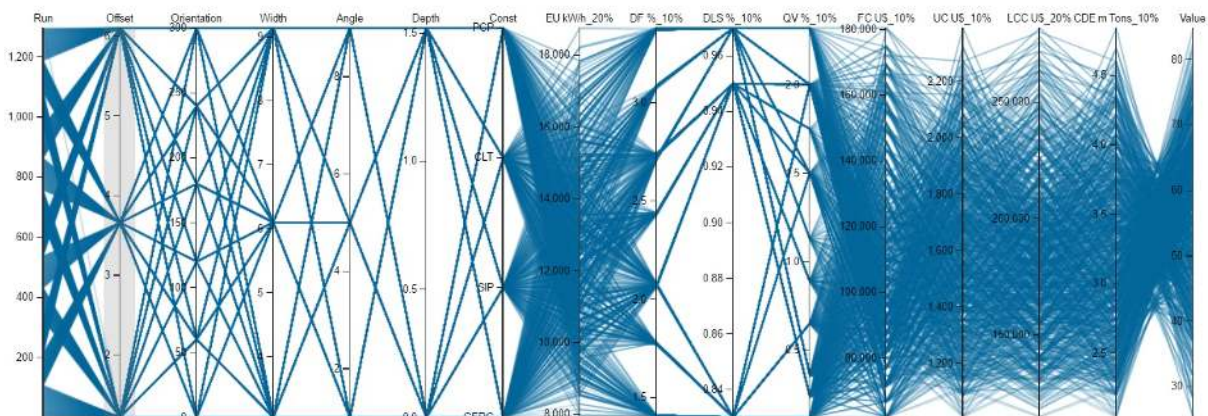 Run Offset Orientation Width Angle Depth Const EU kWh_20% DF %_10% DLS %_10% QV %_10% FC U$_10% UC U$_10% LCC U$_20% CDE m Tons_10% Value
300 9 1.5 PCP 180,000
1,200 18,000 0.96 80
8 2,200 4.5
250 8 2.0 160,000 250,000
1,000 5 3.0 0.94
16,000 2,000 70
200 7 1.0 CLT 140,000 4.0
800 6 0.92 1.5
4 14,000 2.5 1,800 60
600 150 6 0.90 120,000 200,000 3.5
3 4 12,000 1,600 50
400 100 5 0.5 SIP 2.0 0.88 1.0 100,000 3.0
1,400 40
200 2 50 4 2 10,000 0.86 0.5 80,000 150,000 2.5
1,200 30
0 0.0 8,000 1.5 0.84